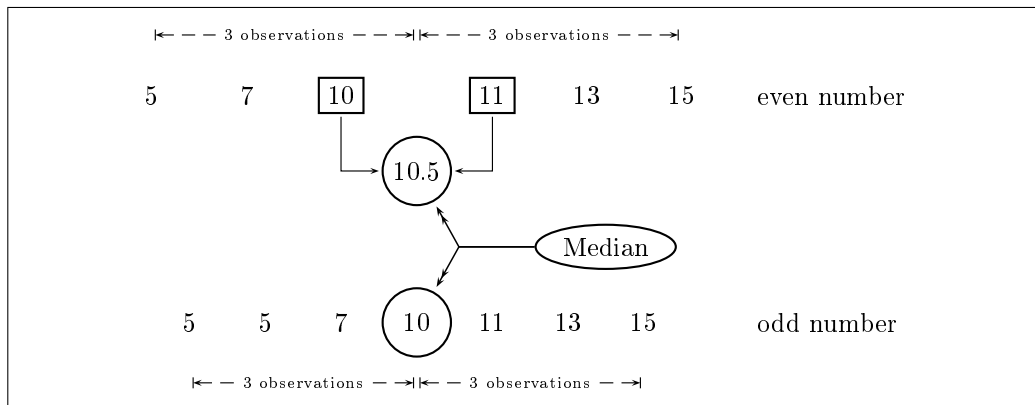 3 observations 3 observations
5 7 10 11 13 15 even number
10.5
Median
5 5 7 10 11 13 15 odd number
3 observations 3 observations